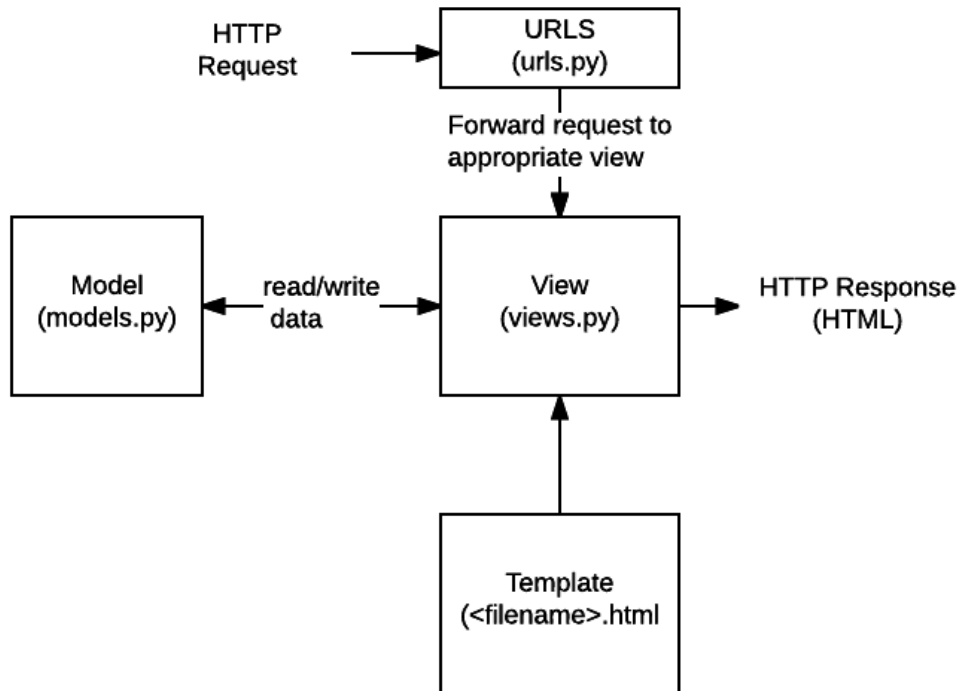 HTTP
Request
URLS
(urls.py)
Forward request to
appropriate view
Model
(models.py)
read/write
data
View
(views.py)
HTTP Response
(HTML)
Template
(<filename>.html